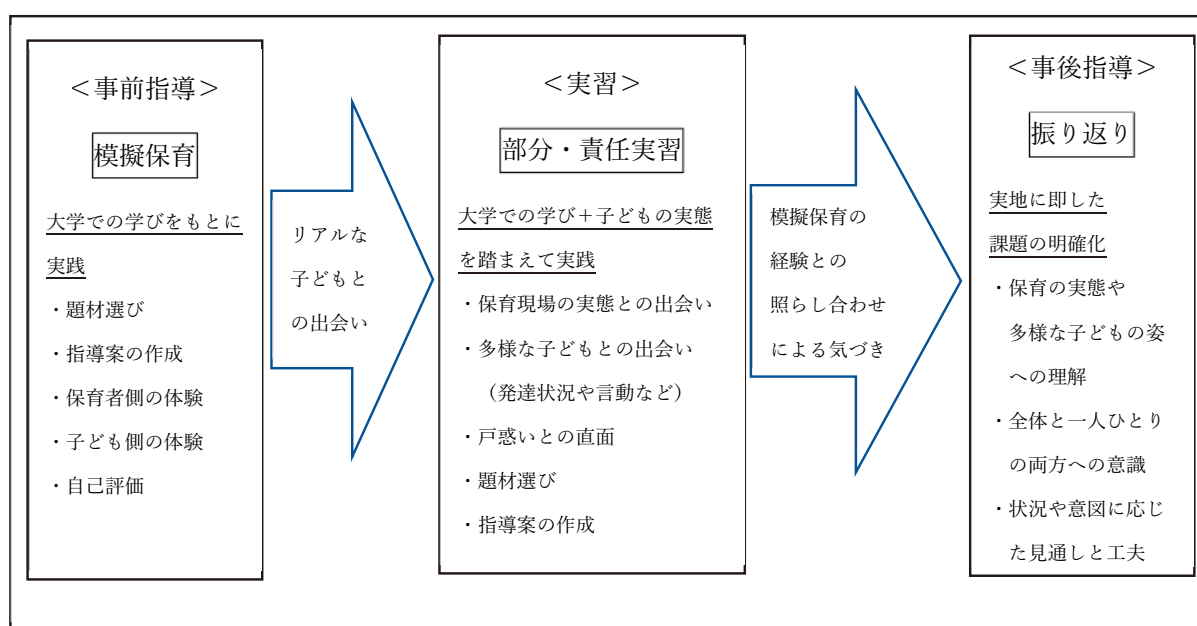 ＜事前指導＞
模擬保育
大学での学びをもとに
実践
・題材選び
・指導案の作成
・保育者側の体験
・子ども側の体験
・自己評価
リアルな
子どもと
の出会い
＜実習＞
部分・責任実習
大学での学び＋子どもの実態
を踏まえて実践
・保育現場の実態との出会い
・多様な子どもとの出会い
（発達状況や言動など）
・戸惑いとの直面
・題材選び
・指導案の作成
模擬保育の
経験との
照らし合わせ
による気づき
＜事後指導＞
振り返り
実地に即した
課題の明確化
・保育の実態や
多様な子どもの姿
への理解
・全体と一人ひとり
の両方への意識
・状況や意図に応じ
た見通しと工夫